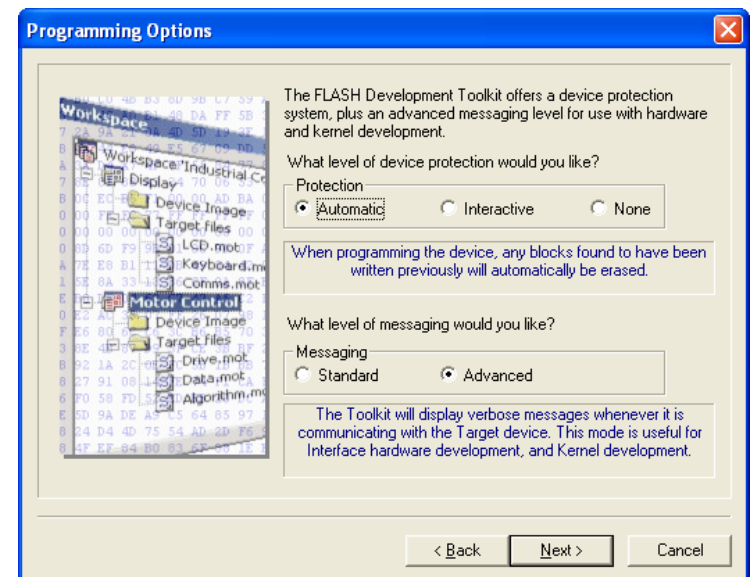 Programming Options
The FLASH Development Toolkit offers a device protection
system, plus an advanced messaging level for use with hardware
and kernel development.
What level of device protection would you like?
Protection
Automatic Interactive None
When programming the device, any blocks found to have been
written previously will automatically be erased.
What level of messaging would you like?
Messaging
Standard Advanced
The Toolkit will display verbose messages whenever it is
communicating with the Target device. This mode is useful for
Interface hardware development, and Kernel development.
Workspace
Workspace 'Industrial Co
Display
Device Image
Target files
LCD.mot
Keyboard.m
Comms.mot
Motor Control
Device Image
Target files
Drive.mot
Data.mot
Algorithm.mo
< Back Next > Cancel